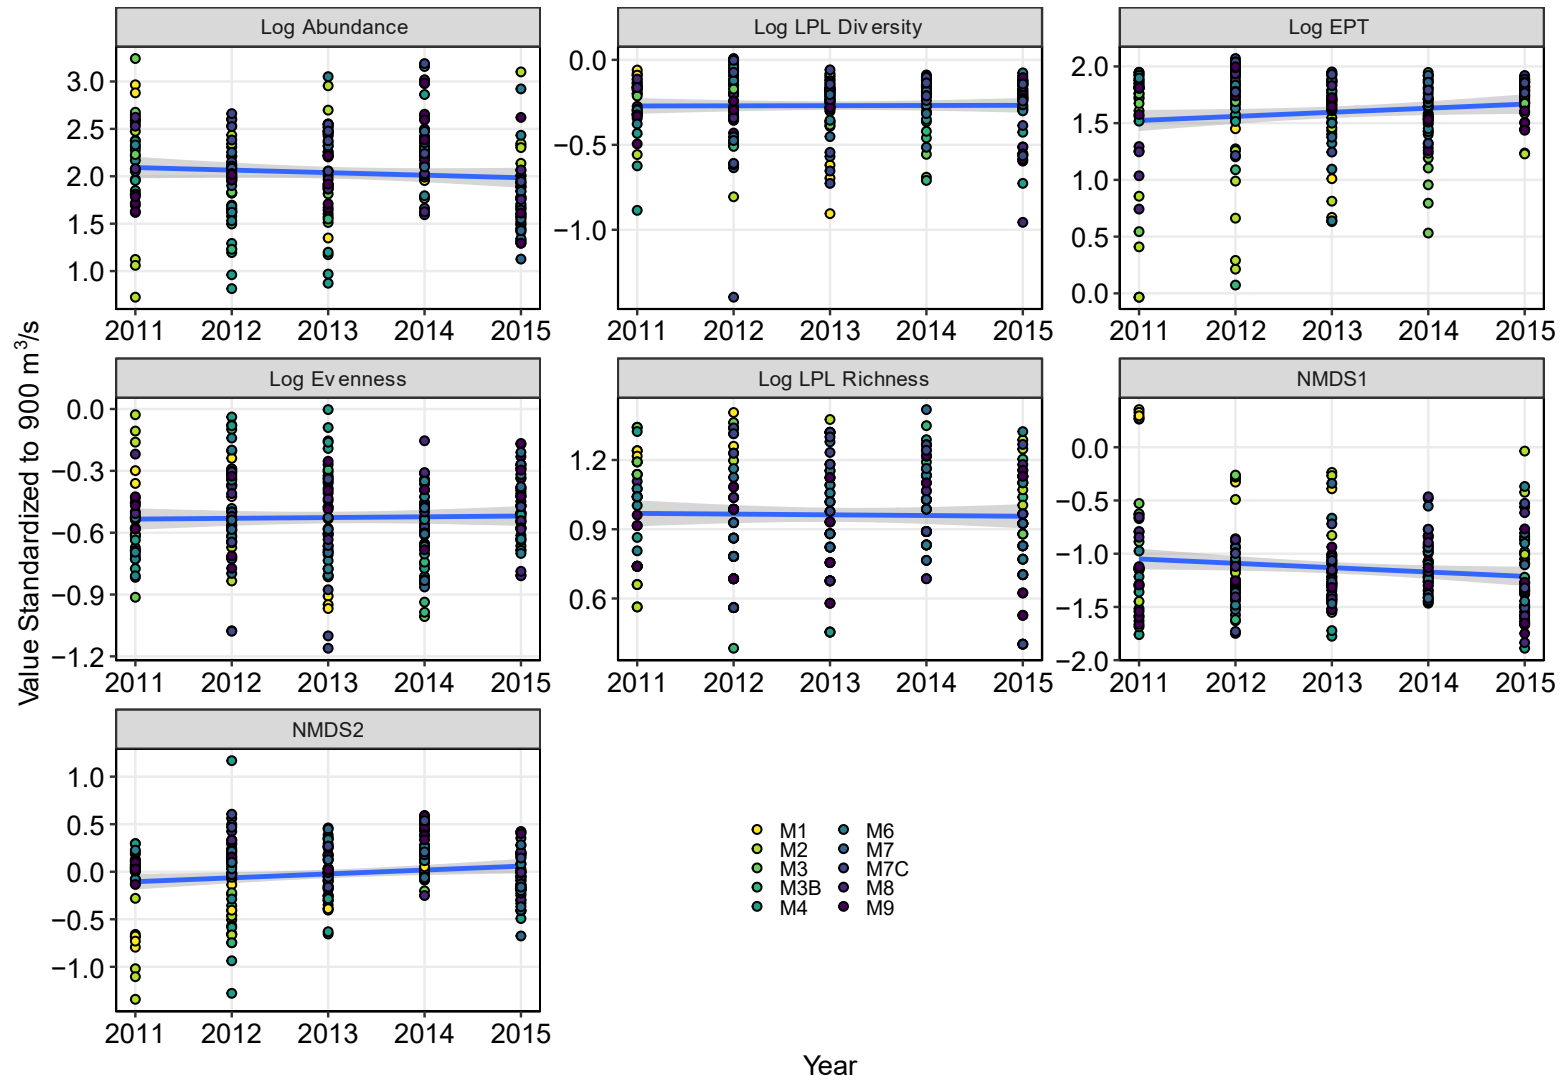 Log Abundance
Log LPL Diversity
Log EPT
3.0
2.5
2.0
1.5
1.0
0.0
−0.5
−1.0
2.0
1.5
1.0
0.5
0.0
2011 2012 2013 2014 2015
2011 2012 2013 2014 2015
2011 2012 2013 2014 2015
Value Standardized to 900 m³/s
Log Evenness
Log LPL Richness
NMDS1
0.0
−0.3
−0.6
−0.9
−1.2
1.2
0.9
0.6
0.0
−0.5
−1.0
−1.5
−2.0
2011 2012 2013 2014 2015
2011 2012 2013 2014 2015
2011 2012 2013 2014 2015
NMDS2
1.0
0.5
0.0
−0.5
−1.0
2011 2012 2013 2014 2015
M1
M2
M3
M3B
M4
M6
M7
M7C
M8
M9
Year